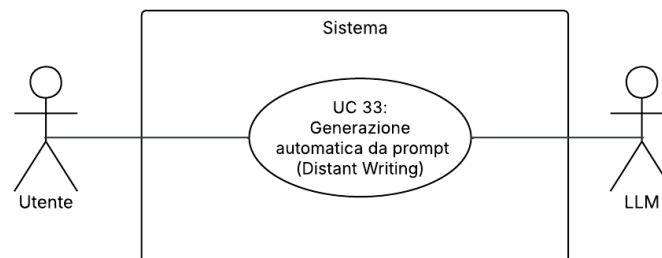 Sistema
UC 33:
Generazione
automatica da prompt
(Distant Writing)
Utente
LLM